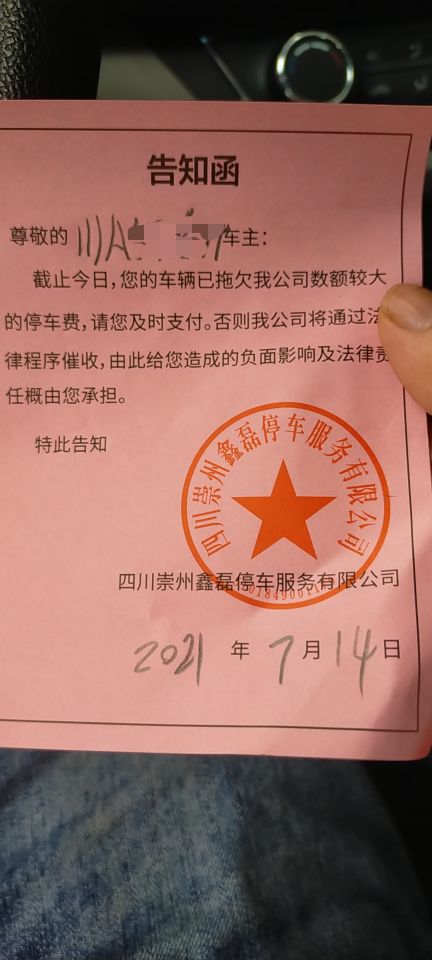 告知函
尊敬的 川A 车主：
截止今日，您的车辆已拖欠我公司数额较大
的停车费，请您及时支付。否则我公司将通过法
律程序催收，由此给您造成的负面影响及法律责
任概由您承担。
特此告知
四川崇州鑫磊停车服务有限公司
四川崇州鑫磊停车服务有限公司
2021 年 7 月 14 日